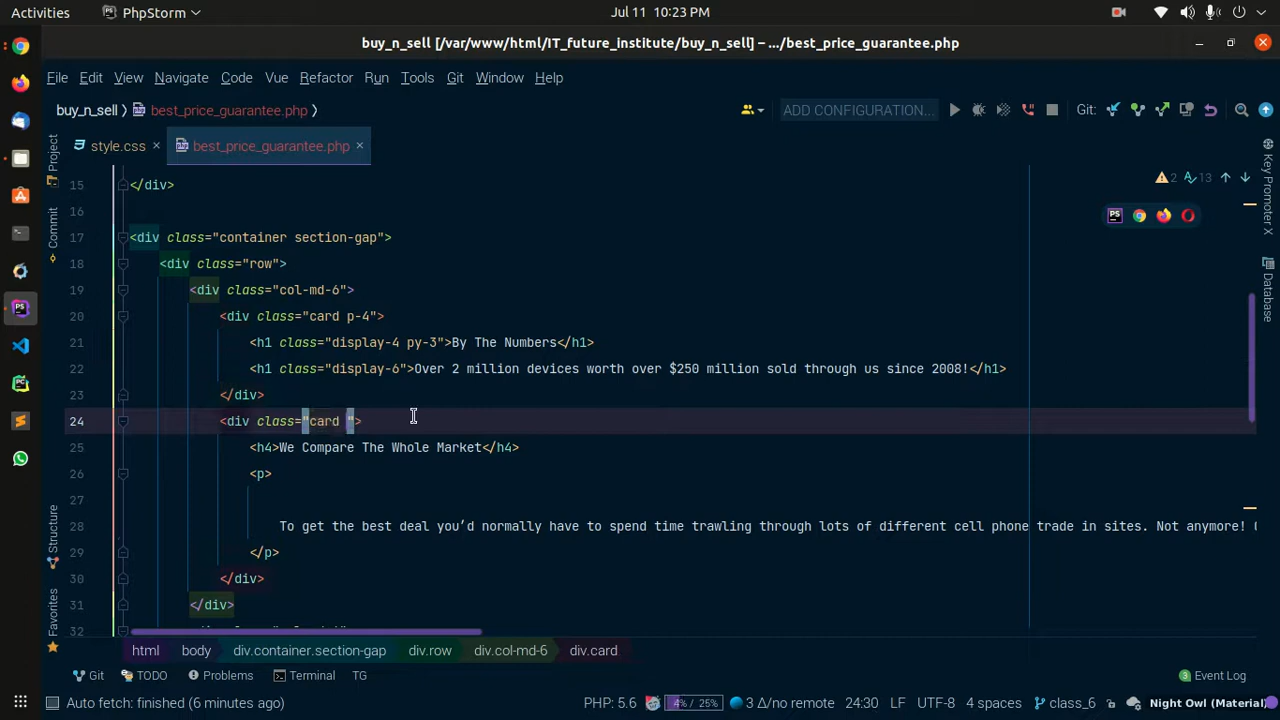 Activities
PhpStorm
Jul 11 10:23 PM
buy_n_sell [/var/www/html/IT_future_institute/buy_n_sell] – .../best_price_guarantee.php
File Edit View Navigate Code Vue Refactor Run Tools Git Window Help
buy_n_sell best_price_guarantee.php
ADD CONFIGURATION...
Git:
Project
style.css
best_price_guarantee.php
Key Promoter X
2 13
15 </div>
16
17 <div class="container section-gap">
18 <div class="row">
19 <div class="col-md-6">
20 <div class="card p-4">
21 <h1 class="display-4 py-3">By The Numbers</h1>
22 <h1 class="display-6">Over 2 million devices worth over $250 million sold through us since 2008!</h1>
23 </div>
24 <div class="card ">
25 <h4>We Compare The Whole Market</h4>
26 <p>
27
28 To get the best deal you’d normally have to spend time trawling through lots of different cell phone trade in sites. Not anymore!
29 </p>
30 </div>
31 </div>
32
Commit
Database
Structure
Favorites
html body div.container.section-gap div.row div.col-md-6 div.card
Git TODO Problems Terminal TG
3 Event Log
Auto fetch: finished (6 minutes ago)
PHP: 5.6 4% / 25% 3 Δ/no remote 24:30 LF UTF-8 4 spaces class_6 Night Owl (Material)